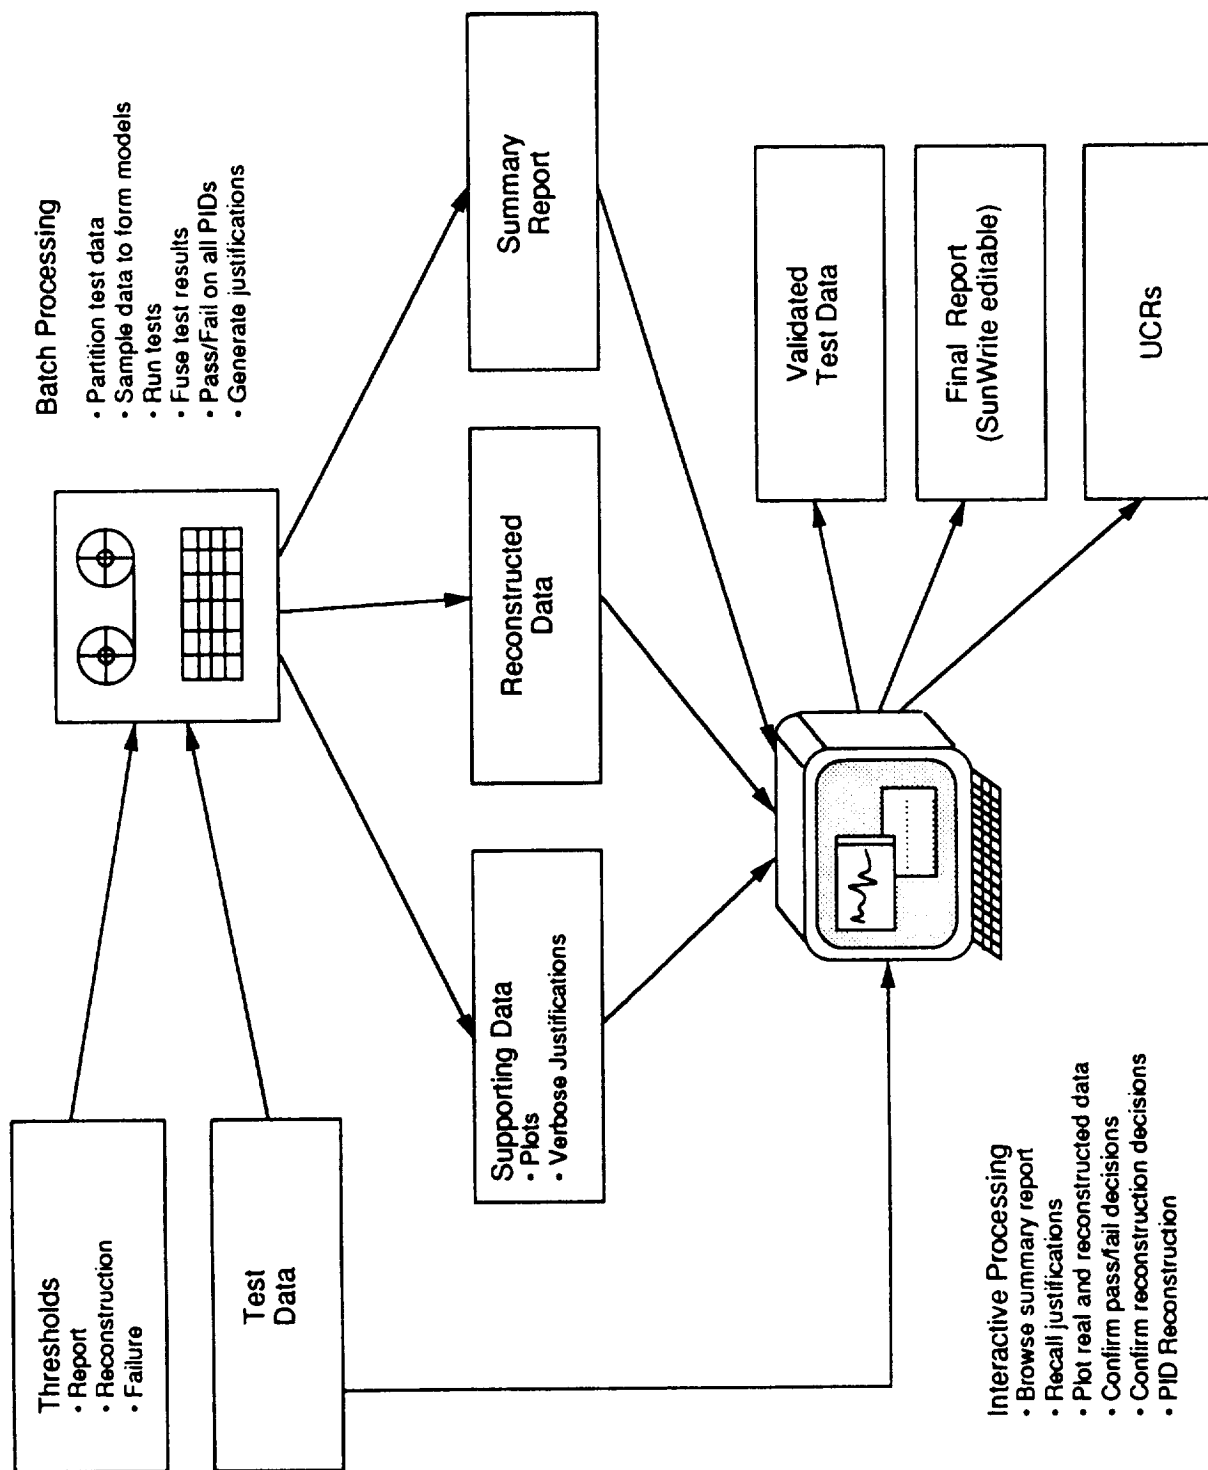 Thresholds
• Report
• Reconstruction
• Failure
Test
Data
Batch Processing
• Partition test data
• Sample data to form models
• Run tests
• Fuse test results
• Pass/Fail on all PIDs
• Generate justifications
Supporting Data
• Plots
• Verbose Justifications
Reconstructed
Data
Summary
Report
Interactive Processing
• Browse summary report
• Recall justifications
• Plot real and reconstructed data
• Confirm pass/fail decisions
• Confirm reconstruction decisions
• PID Reconstruction
Validated
Test Data
Final Report
(SunWrite editable)
UCRs